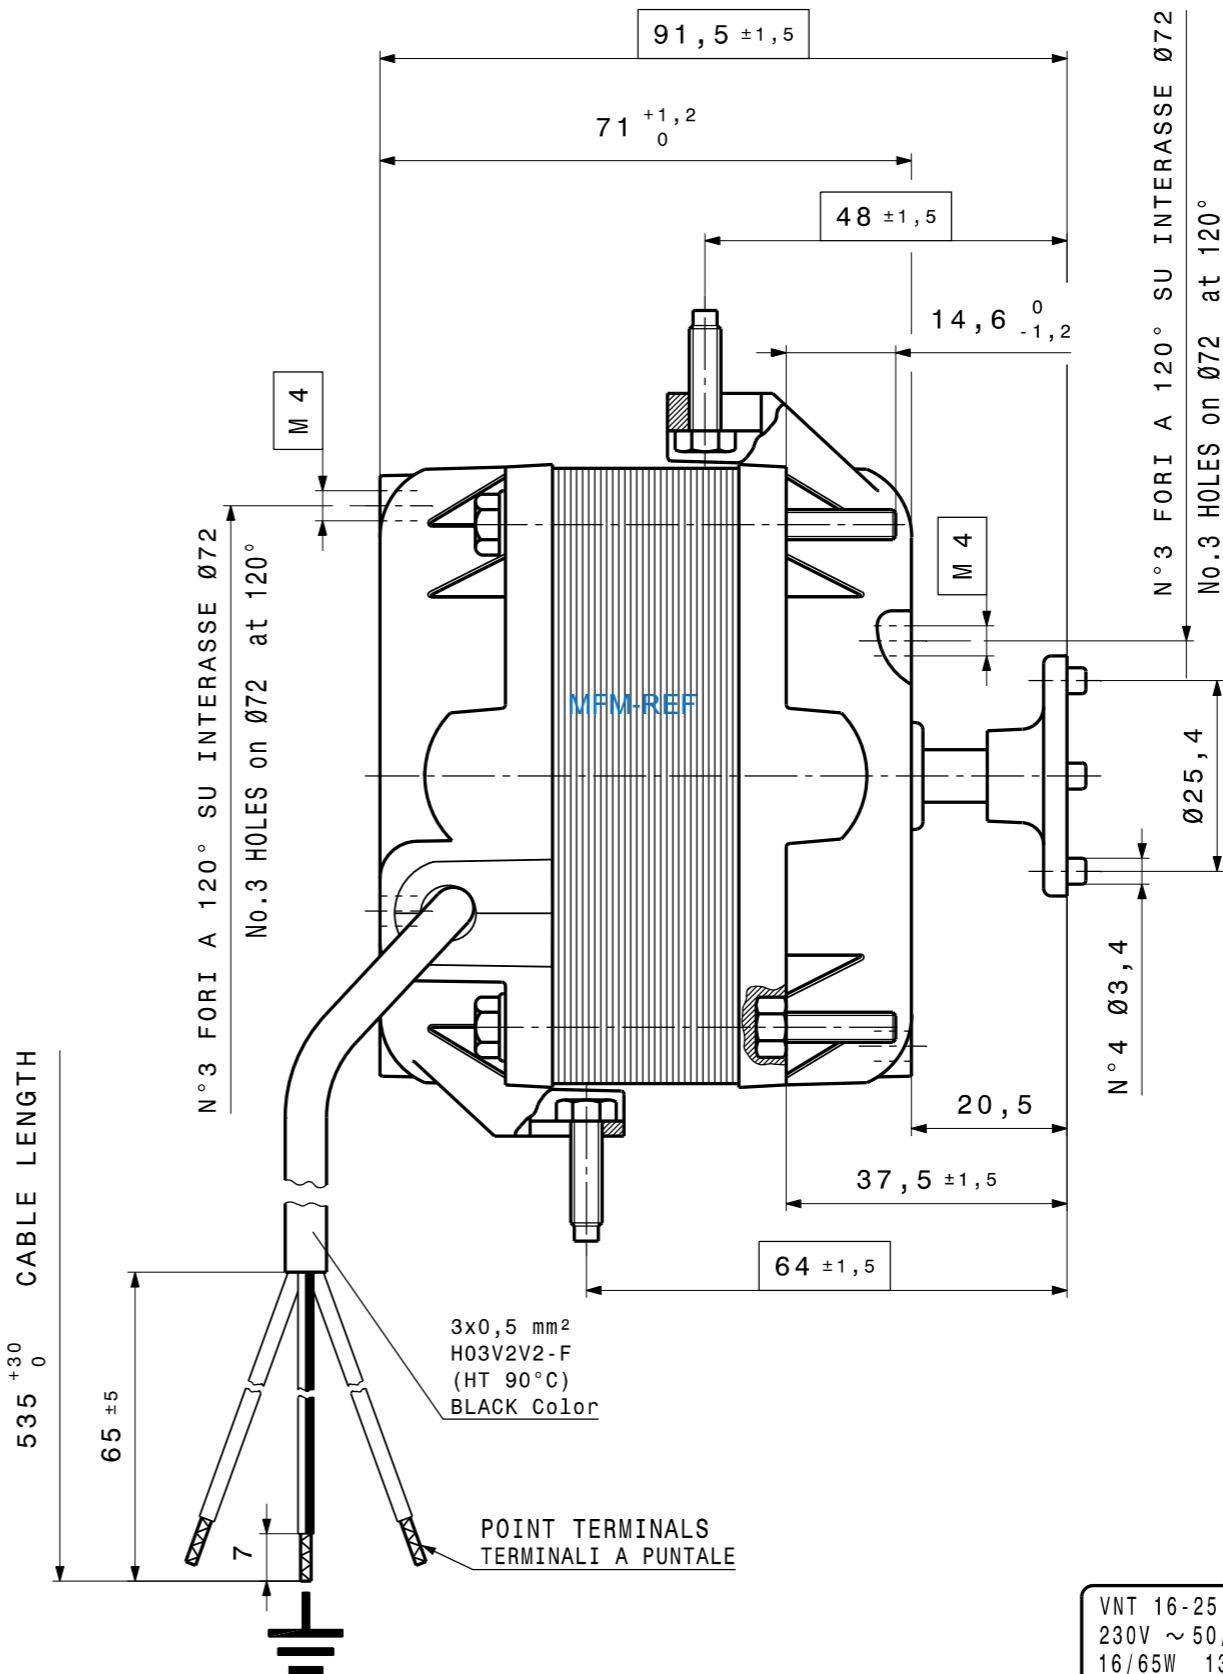 91,5 ±1,5
71 +1,2 0
48 ±1,5
14,6 0 -1,2
N°3 FORI A 120° SU INTERASSE Ø72
No.3 HOLES on Ø72 at 120°
M 4
M 4
N°3 FORI A 120° SU INTERASSE Ø72
No.3 HOLES on Ø72 at 120°
MFM-REF
Ø25,4
N°4 Ø3,4
20,5
37,5 ±1,5
64 ±1,5
535 +30 0 CABLE LENGTH
65 ±5
7
3x0,5 mm²
H03V2V2-F
(HT 90°C)
BLACK Color
POINT TERMINALS
TERMINALI A PUNTALE
VNT 16-25
230V ~ 50/
16/65W 13